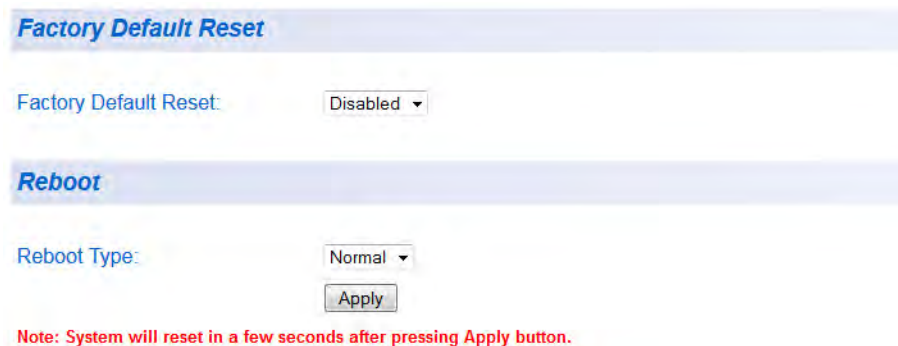 Factory Default Reset
Factory Default Reset: Disabled
Reboot
Reboot Type: Normal
Apply
Note: System will reset in a few seconds after pressing Apply button.